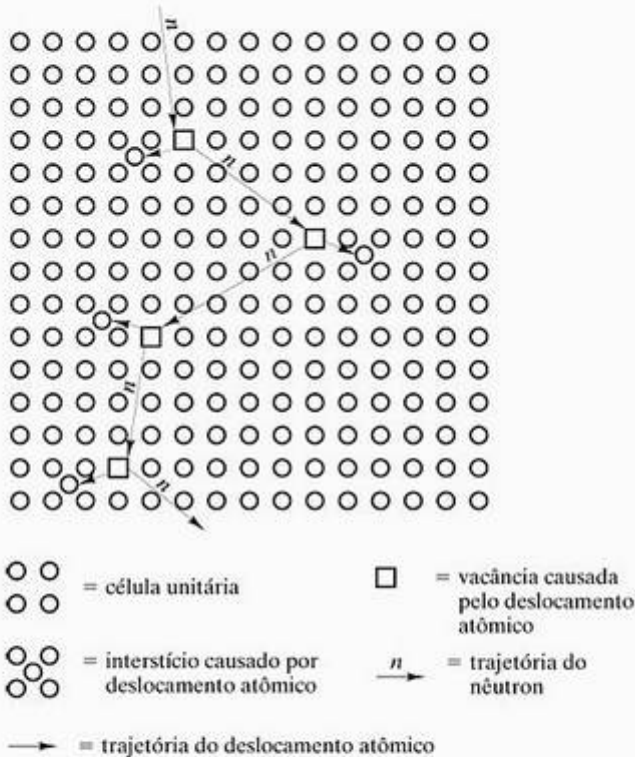 n
n
n
n
n
= célula unitária
= vacância causada
pelo deslocamento
atômico
= interstício causado por
deslocamento atômico
n
= trajetória do
nêutron
= trajetória do deslocamento atômico